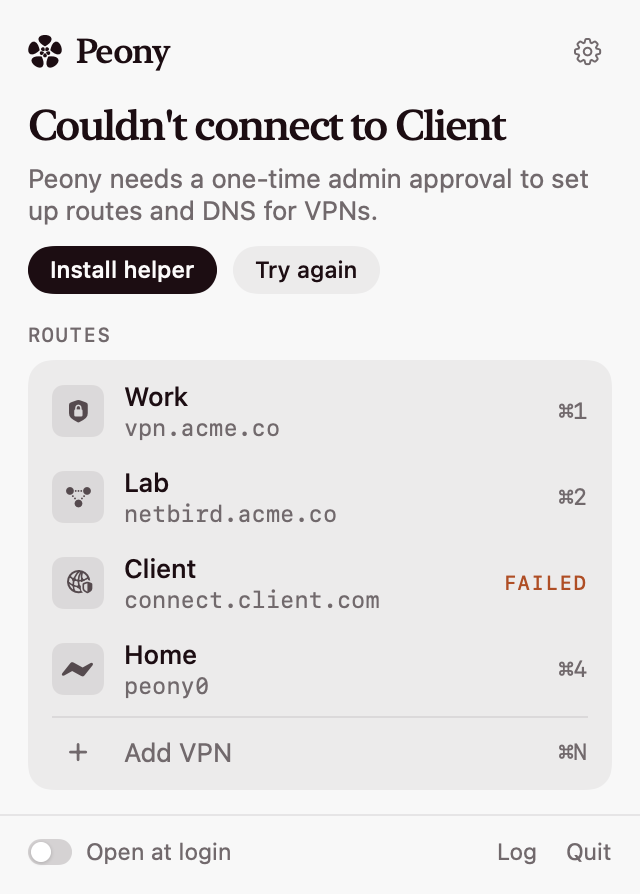 Peony
Couldn't connect to Client
Peony needs a one-time admin approval to set
up routes and DNS for VPNs.
Install helper
Try again
ROUTES
Work
vpn.acme.co
⌘1
Lab
netbird.acme.co
⌘2
Client
connect.client.com
FAILED
Home
peony0
⌘4
Add VPN
⌘N
Open at login
Log
Quit